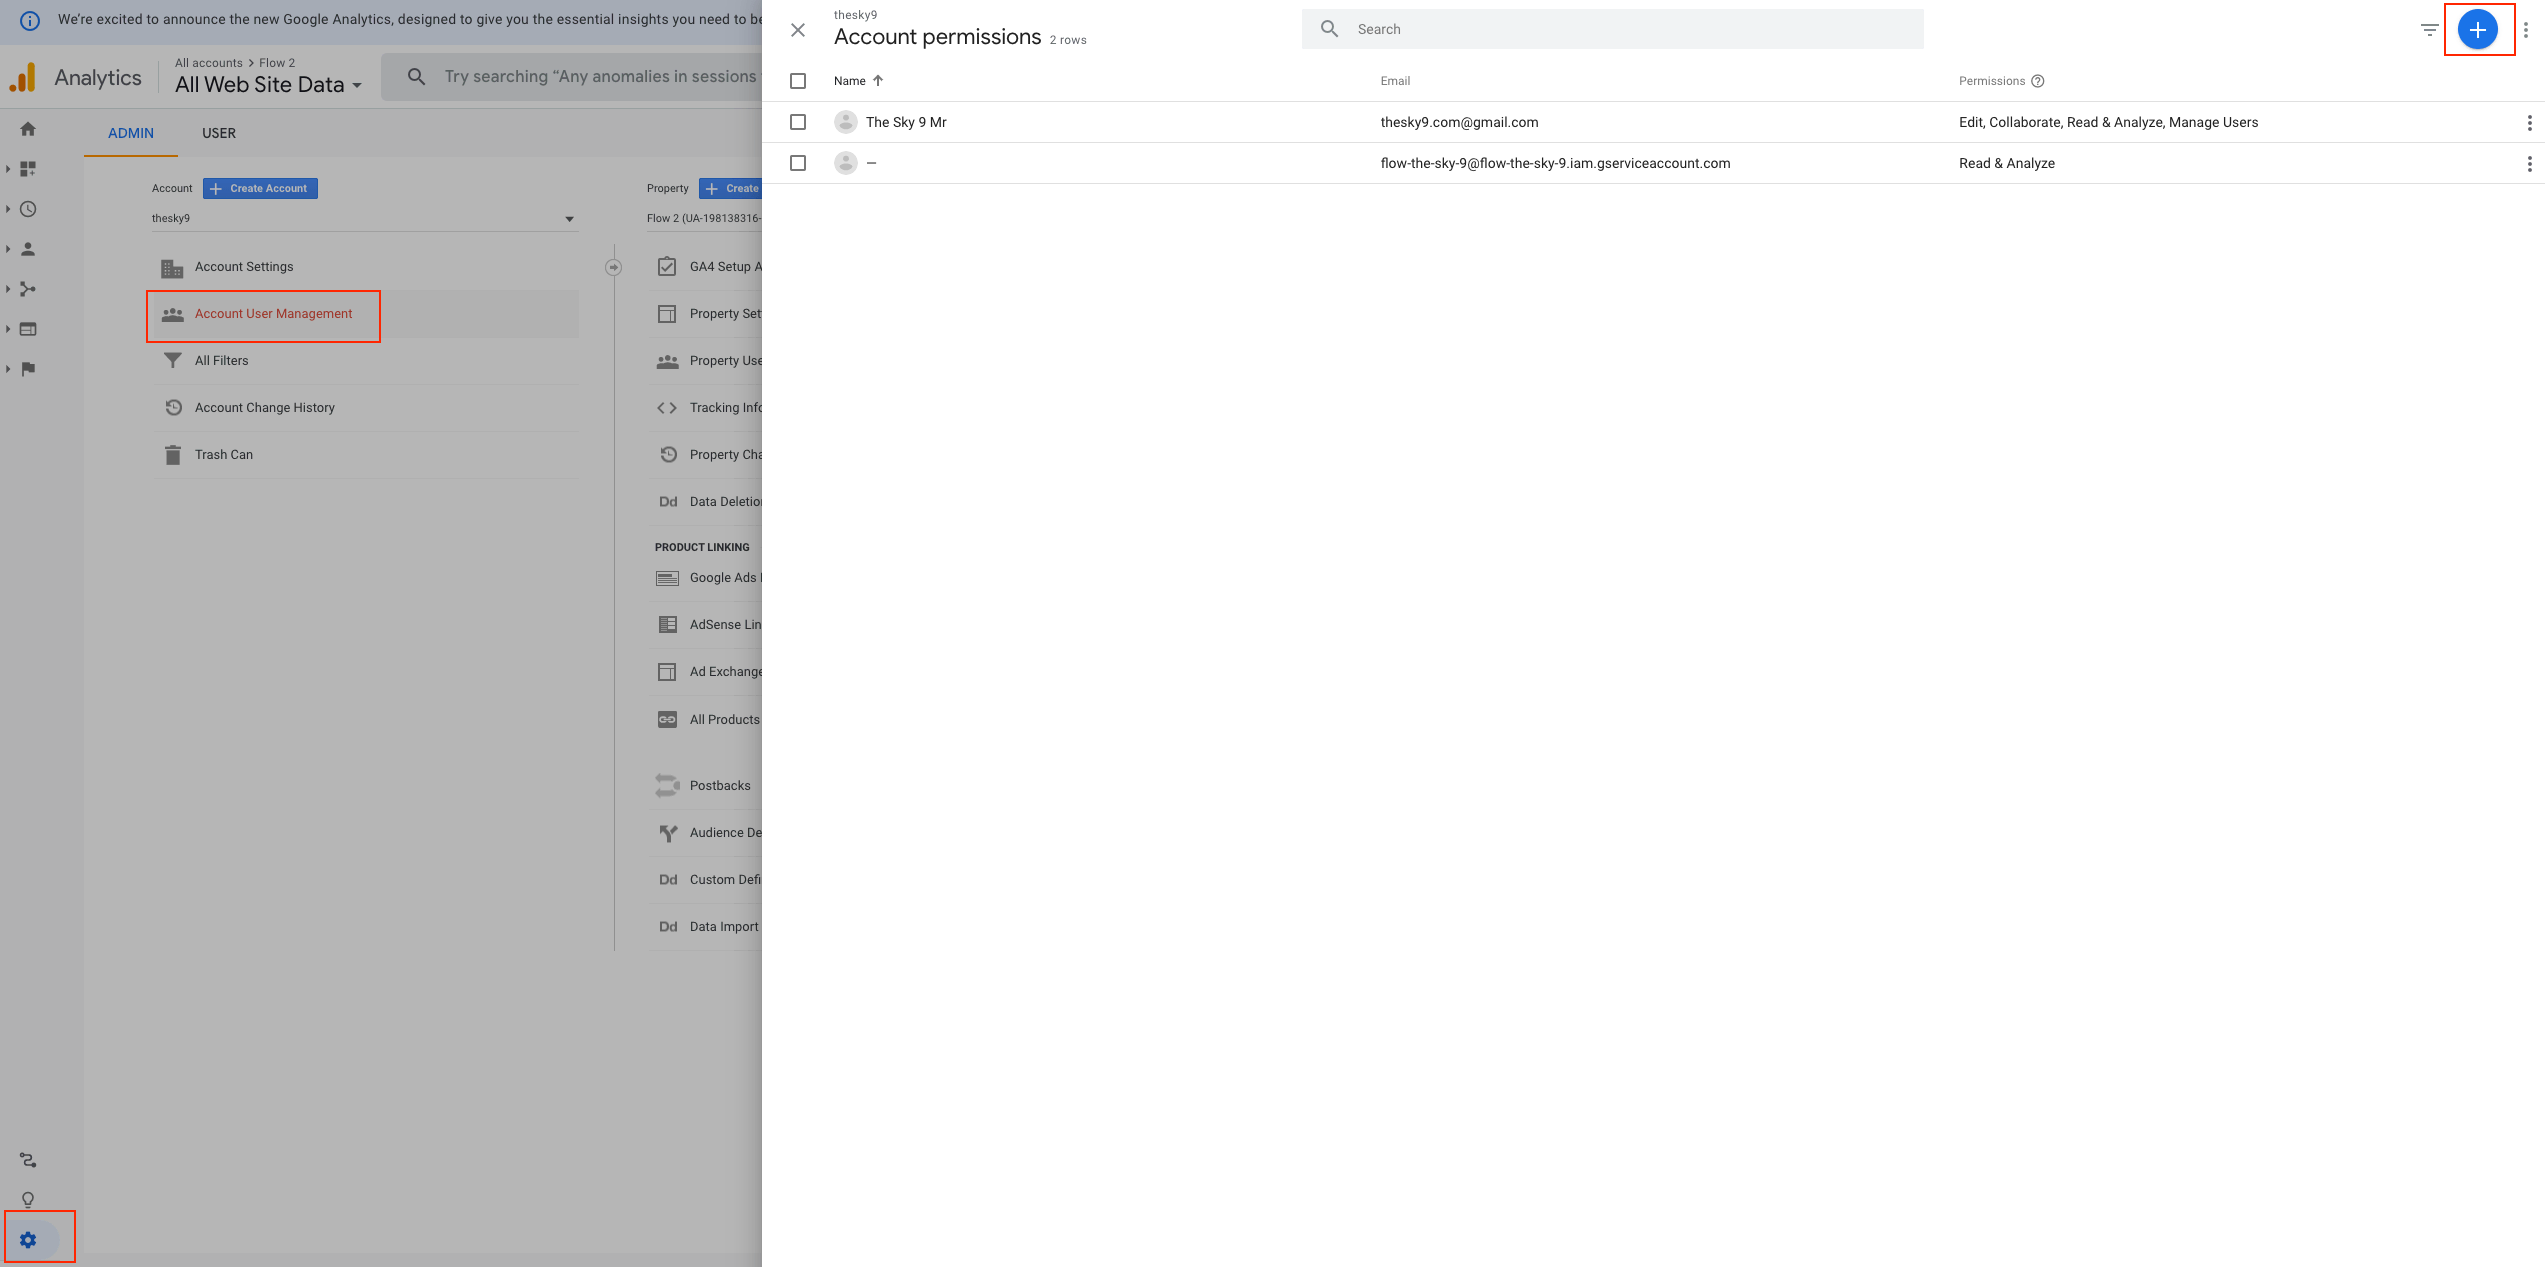 We're excited to announce the new Google Analytics, designed to give you the essential insights you need to be
Analytics
All accounts > Flow 2
All Web Site Data
Try searching "Any anomalies in sessions
ADMIN
USER
Account
Create Account
thesky9
Account Settings
Account User Management
All Filters
Account Change History
Trash Can
Property
Create
Flow 2 (UA-198138316-
GA4 Setup A
Property Set
Property Use
Tracking Info
Property Cha
Dd Data Deletion
PRODUCT LINKING
Google Ads
AdSense Lin
Ad Exchange
All Products
Postbacks
Audience De
Dd Custom Defi
Dd Data Import
thesky9
Account permissions 2 rows
Search
Name
Email
Permissions
The Sky 9 Mr
thesky9.com@gmail.com
Edit, Collaborate, Read & Analyze, Manage Users
–
flow-the-sky-9@flow-the-sky-9.iam.gserviceaccount.com
Read & Analyze